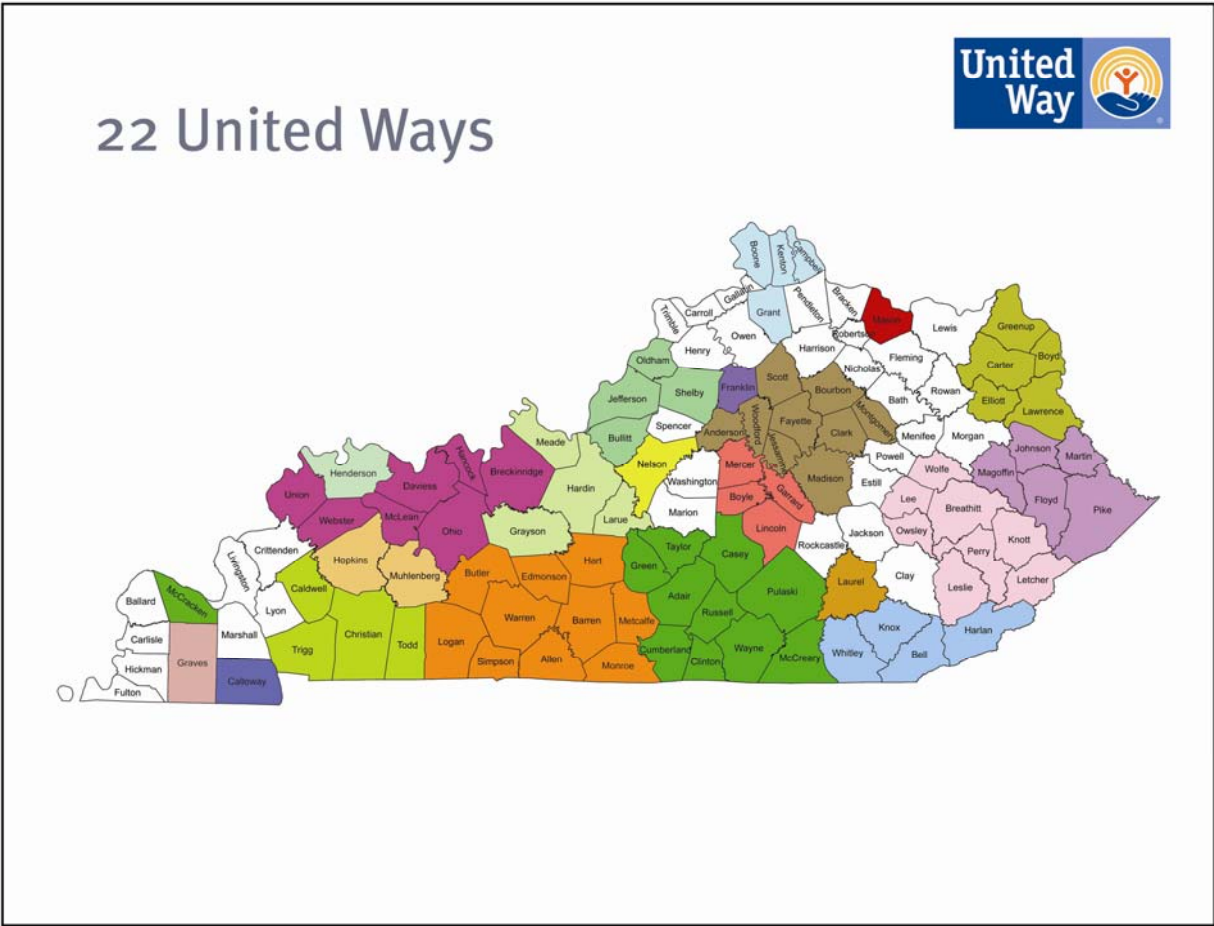 United
Way
22 United Ways
Boone
Kenton
Campbell
Gallatin
Carroll
Trimble
Grant
Pendleton
Bracken
Mason
Robertson
Lewis
Greenup
Owen
Henry
Harrison
Fleming
Nicholas
Carter
Boyd
Oldham
Shelby
Franklin
Scott
Bourbon
Bath
Rowan
Elliott
Lawrence
Jefferson
Spencer
Anderson
Woodford
Fayette
Clark
Montgomery
Menifee
Morgan
Bullitt
Jessamine
Johnson
Martin
Meade
Nelson
Mercer
Madison
Powell
Estill
Wolfe
Magoffin
Floyd
Pike
Henderson
Hancock
Breckinridge
Hardin
Washington
Boyle
Garrard
Lee
Breathitt
Union
Daviess
Webster
McLean
Ohio
Grayson
Larue
Marion
Lincoln
Rockcastle
Jackson
Owsley
Perry
Knott
Crittenden
Livingston
Hopkins
Muhlenberg
Butler
Edmonson
Hart
Green
Taylor
Casey
Pulaski
Laurel
Clay
Leslie
Letcher
Caldwell
Lyon
Ballard
McCracken
Adair
Russell
Warren
Barren
Metcalfe
Knox
Harlan
Carlisle
Graves
Marshall
Trigg
Christian
Todd
Logan
Simpson
Allen
Monroe
Cumberland
Clinton
Wayne
McCreary
Whitley
Bell
Hickman
Fulton
Calloway